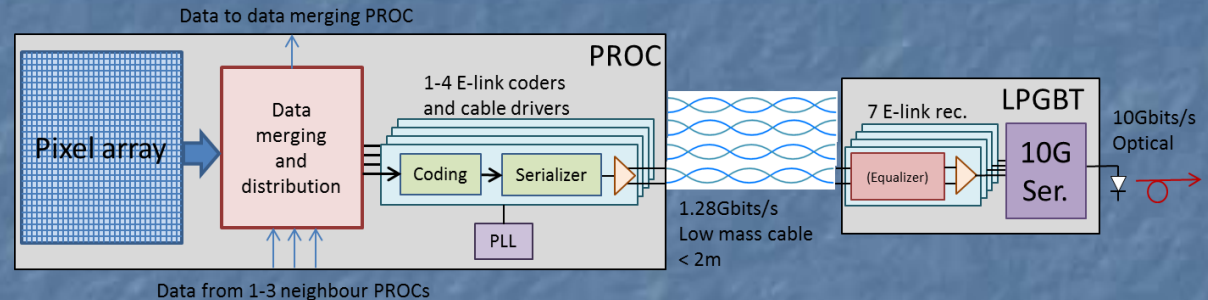 Data to data merging PROC
PROC
Pixel array
Data
merging
and
distribution
1-4 E-link coders
and cable drivers
Coding
Serializer
PLL
Data from 1-3 neighbour PROCs
1.28Gbits/s
Low mass cable
< 2m
LPGBT
7 E-link rec.
(Equalizer)
10G
Ser.
10Gbits/s
Optical